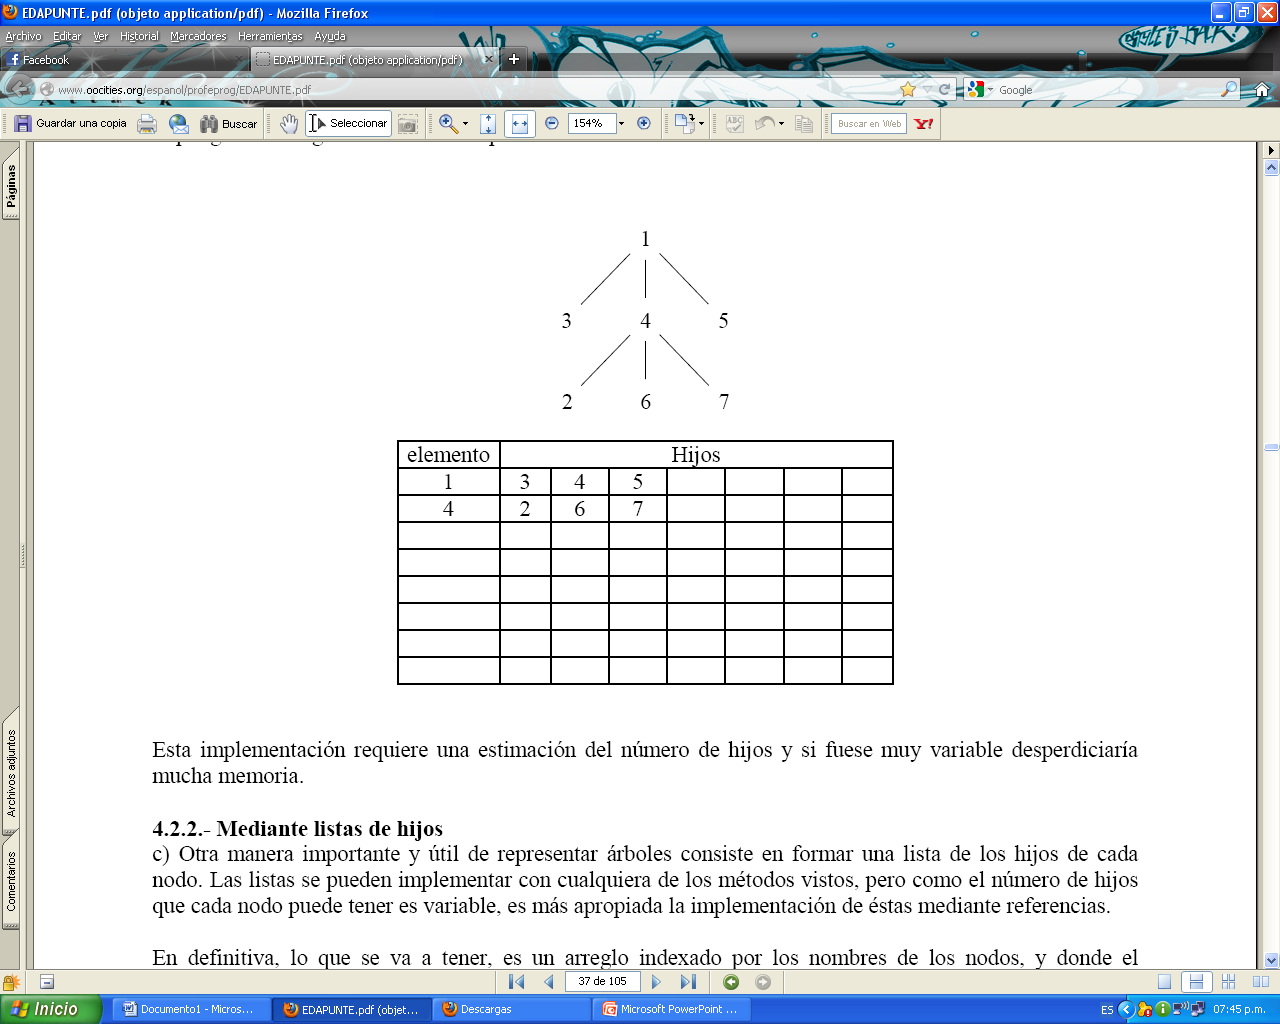 EDAPUNTE.pdf (objeto application/pdf) - Mozilla Firefox
Archivo Editar Ver Historial Marcadores Herramientas Ayuda
Facebook
EDAPUNTE.pdf (objeto application/pdf)
www.oocities.org/espanol/profeprog/EDAPUNTE.pdf
Google
Guardar una copia
Buscar
Seleccionar
154%
Buscar en Web
Y!
Páginas
1
3 4 5
2 6 7
elemento Hijos
1 3 4 5
4 2 6 7
Esta implementación requiere una estimación del número de hijos y si fuese muy variable desperdiciaría
mucha memoria.
4.2.2.- Mediante listas de hijos
c) Otra manera importante y útil de representar árboles consiste en formar una lista de los hijos de cada
nodo. Las listas se pueden implementar con cualquiera de los métodos vistos, pero como el número de hijos
que cada nodo puede tener es variable, es más apropiada la implementación de éstas mediante referencias.
En definitiva, lo que se va a tener, es un arreglo indexado por los nombres de los nodos, y donde el
Archivos adjuntos
Comentarios
37 de 105
Inicio
Documento1 - Micros...
EDAPUNTE.pdf (objet...
Descargas
Microsoft PowerPoint ...
ES
07:45 p.m.